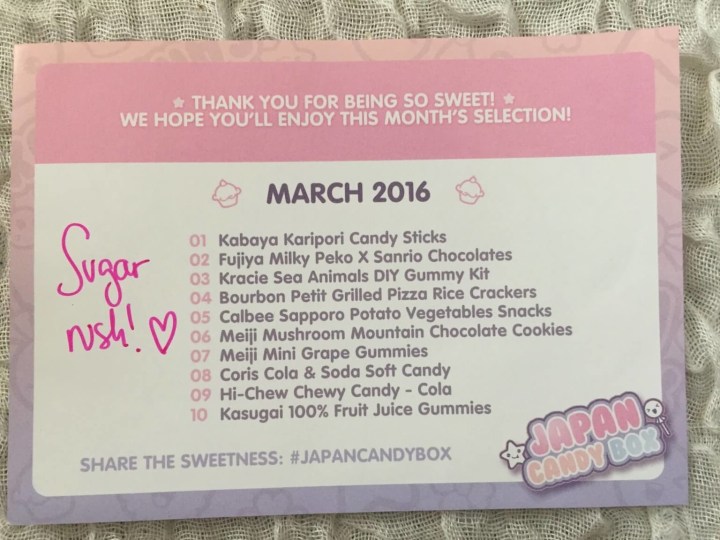 THANK YOU FOR BEING SO SWEET!
WE HOPE YOU'LL ENJOY THIS MONTH'S SELECTION!
MARCH 2016
Sugar
rush!
01 Kabaya Karipori Candy Sticks
02 Fujiya Milky Peko X Sanrio Chocolates
03 Kracie Sea Animals DIY Gummy Kit
04 Bourbon Petit Grilled Pizza Rice Crackers
05 Calbee Sapporo Potato Vegetables Snacks
06 Meiji Mushroom Mountain Chocolate Cookies
07 Meiji Mini Grape Gummies
08 Coris Cola & Soda Soft Candy
09 Hi-Chew Chewy Candy - Cola
10 Kasugai 100% Fruit Juice Gummies
SHARE THE SWEETNESS: #JAPANCANDYBOX
JAPAN
CANDY BOX